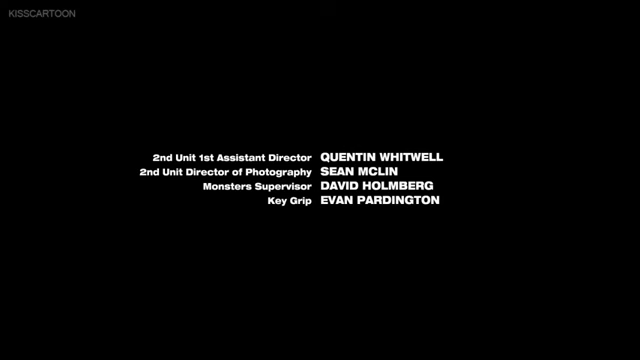 KISSCARTOON
2nd Unit 1st Assistant Director QUENTIN WHITWELL
2nd Unit Director of Photography SEAN MCLIN
Monsters Supervisor DAVID HOLMBERG
Key Grip EVAN PARDINGTON